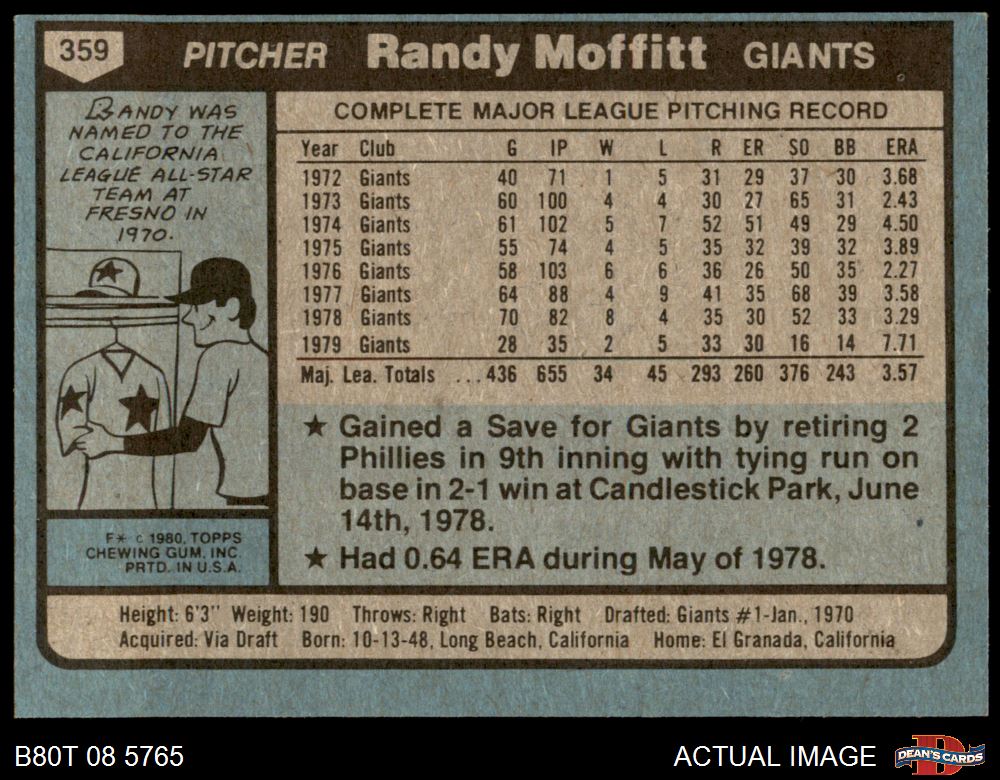 359 PITCHER Randy Moffitt GIANTS
RANDY WAS
NAMED TO THE
CALIFORNIA
LEAGUE ALL-STAR
TEAM AT
FRESNO IN
1970.
F* © 1980, TOPPS
CHEWING GUM, INC.
PRTD. IN U.S.A.
COMPLETE MAJOR LEAGUE PITCHING RECORD
Year Club G IP W L R ER SO BB ERA
1972 Giants 40 71 1 5 31 29 37 30 3.68
1973 Giants 60 100 4 4 30 27 65 31 2.43
1974 Giants 61 102 5 7 52 51 49 29 4.50
1975 Giants 55 74 4 5 35 32 39 32 3.89
1976 Giants 58 103 6 6 36 26 50 35 2.27
1977 Giants 64 88 4 9 41 35 68 39 3.58
1978 Giants 70 82 8 4 35 30 52 33 3.29
1979 Giants 28 35 2 5 33 30 16 14 7.71
Maj. Lea. Totals ...436 655 34 45 293 260 376 243 3.57
★ Gained a Save for Giants by retiring 2
Phillies in 9th inning with tying run on
base in 2-1 win at Candlestick Park, June
14th, 1978.
★ Had 0.64 ERA during May of 1978.
Height: 6'3" Weight: 190 Throws: Right Bats: Right Drafted: Giants #1-Jan., 1970
Acquired: Via Draft Born: 10-13-48, Long Beach, California Home: El Granada, California
B80T 08 5765 ACTUAL IMAGE D DEAN'S CARDS